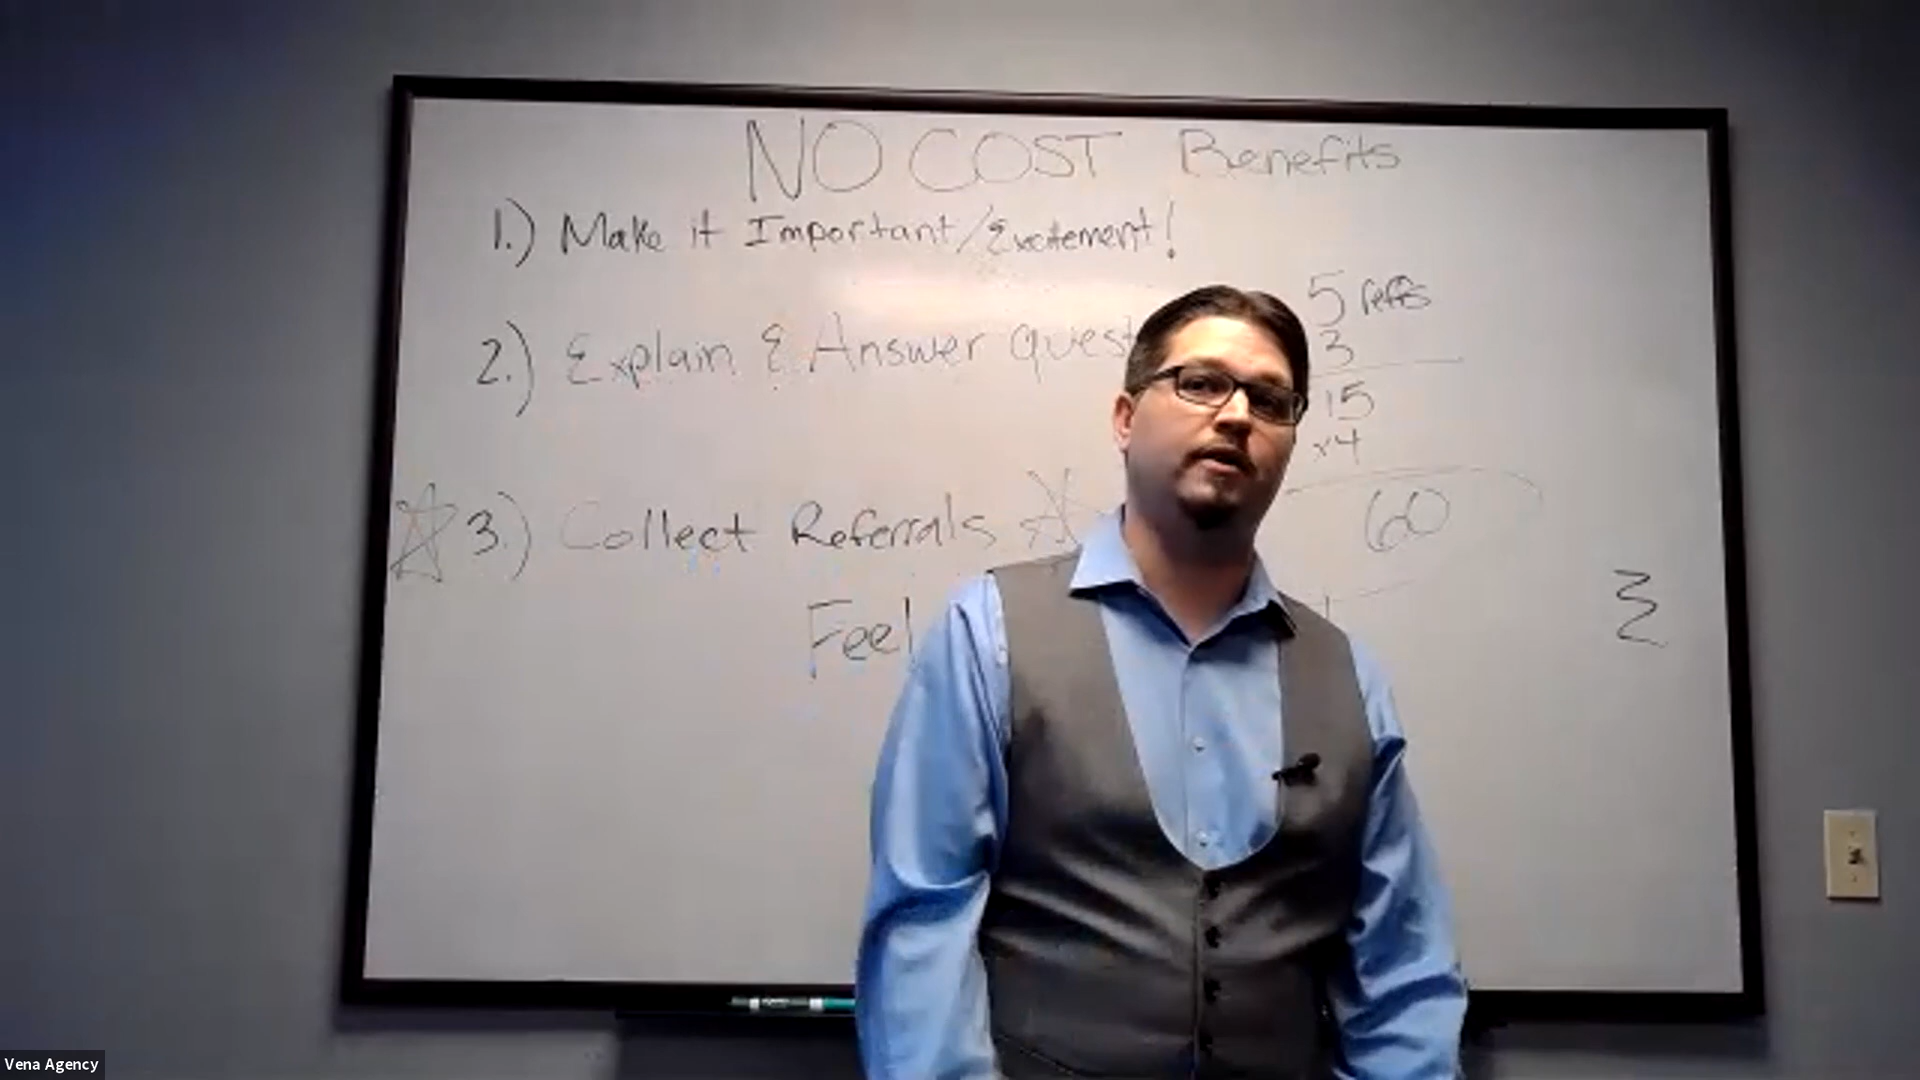 NO COST Benefits
1.) Make it Important/Excitement!
2.) Explain & Answer quest
3.) Collect Referrals
Feel
5 reffs
3
15
x4
60
Vena Agency